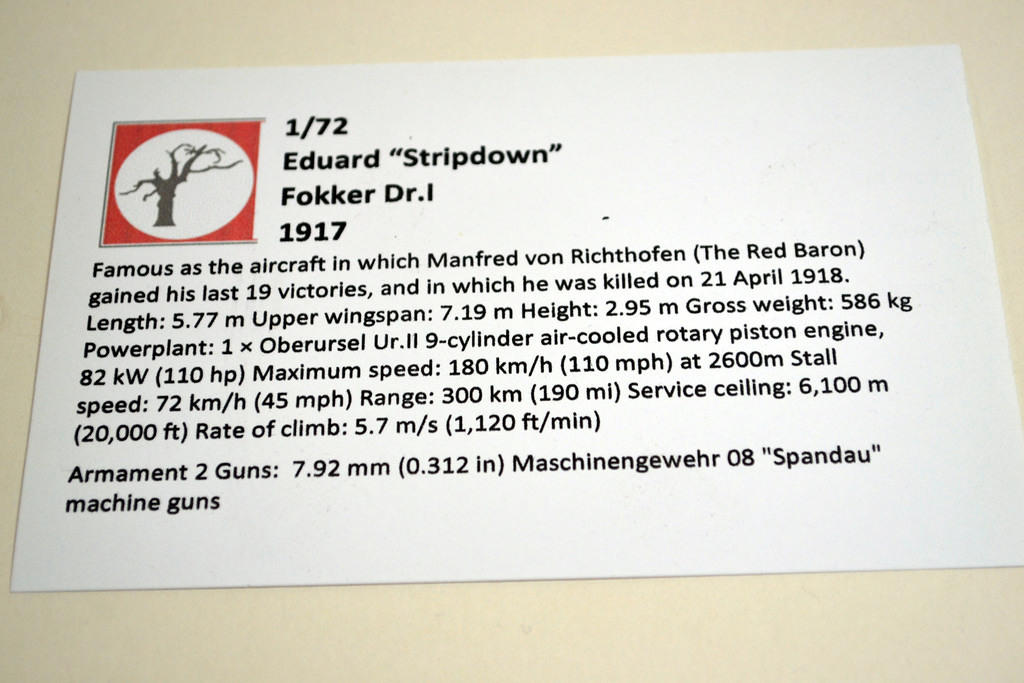 1/72
Eduard “Stripdown”
Fokker Dr.I
1917
Famous as the aircraft in which Manfred von Richthofen (The Red Baron)
gained his last 19 victories, and in which he was killed on 21 April 1918.
Length: 5.77 m Upper wingspan: 7.19 m Height: 2.95 m Gross weight: 586 kg
Powerplant: 1 × Oberursel Ur.II 9-cylinder air-cooled rotary piston engine,
82 kW (110 hp) Maximum speed: 180 km/h (110 mph) at 2600m Stall
speed: 72 km/h (45 mph) Range: 300 km (190 mi) Service ceiling: 6,100 m
(20,000 ft) Rate of climb: 5.7 m/s (1,120 ft/min)
Armament 2 Guns: 7.92 mm (0.312 in) Maschinengewehr 08 "Spandau"
machine guns